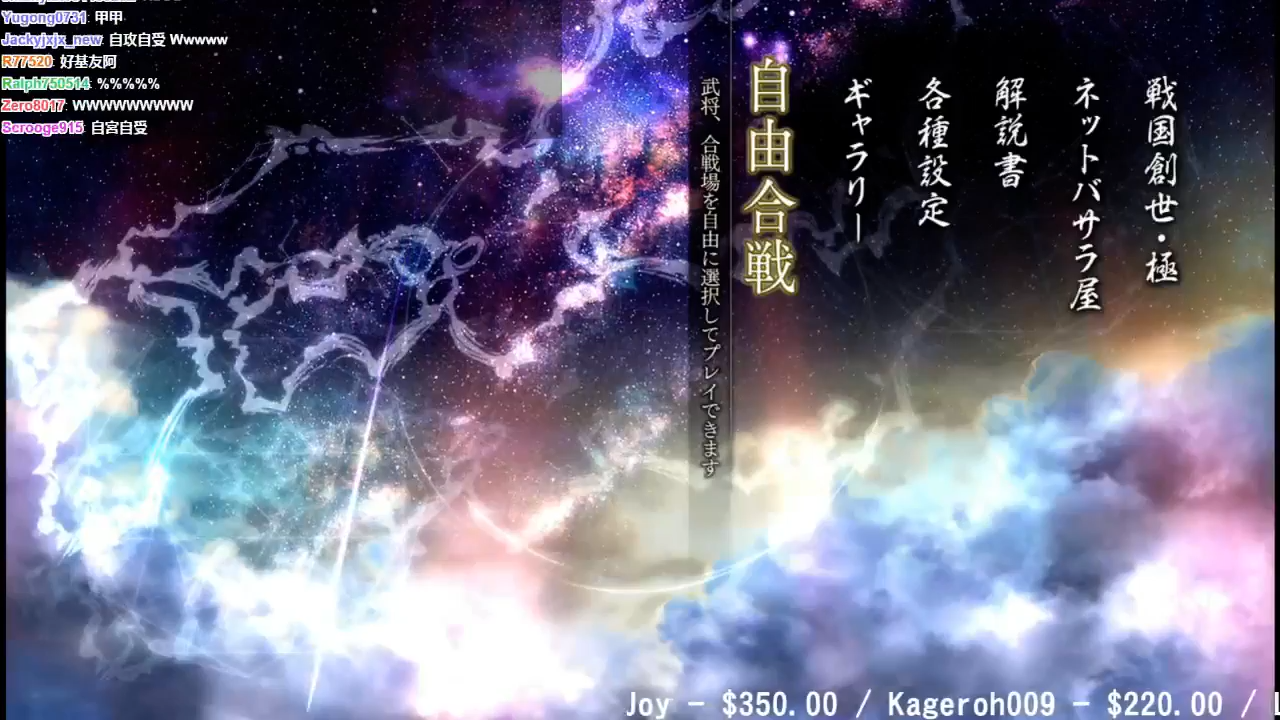 Yugong0731: 甲甲
Jackyjxjx_new: 自攻自受 Wwwww
R77520: 好基友阿
Ralph750514: %%%%%
Zero8017: WWWWWWWWWW
Scrooge915: 自宮自受
戦国創世・極
ネットバサラ屋
解説書
各種設定
ギャラリー
自由合戦
武将、合戦場を自由に選択してプレイできます
Joy - $350.00 / Kageroh009 - $220.00 /